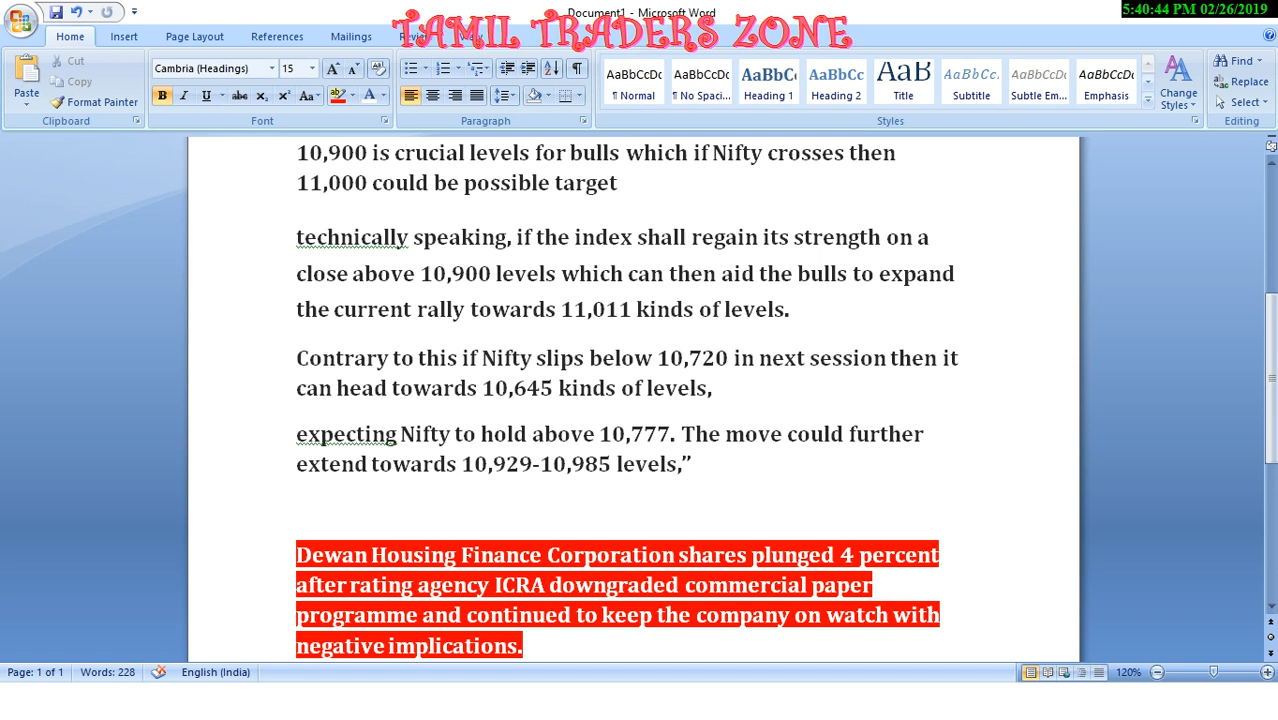 Document1 - Microsoft Word
5:40:44 PM 02/26/2019
TAMIL TRADERS ZONE
Home Insert Page Layout References Mailings
Paste
Cut
Copy
Format Painter
Clipboard
Cambria (Headings) 15
Font
Paragraph
AaBbCcDc AaBbCcDc AaBbCc AaBbCc AaB AaBbCc. AaBbCcDc AaBbCcDc
¶ Normal ¶ No Spaci... Heading 1 Heading 2 Title Subtitle Subtle Em... Emphasis
Change Styles
Styles
Find
Replace
Select
Editing
10,900 is crucial levels for bulls which if Nifty crosses then
11,000 could be possible target
technically speaking, if the index shall regain its strength on a
close above 10,900 levels which can then aid the bulls to expand
the current rally towards 11,011 kinds of levels.
Contrary to this if Nifty slips below 10,720 in next session then it
can head towards 10,645 kinds of levels,
expecting Nifty to hold above 10,777. The move could further
extend towards 10,929-10,985 levels,”
Dewan Housing Finance Corporation shares plunged 4 percent
after rating agency ICRA downgraded commercial paper
programme and continued to keep the company on watch with
negative implications.
Page: 1 of 1 Words: 228 English (India) 120%